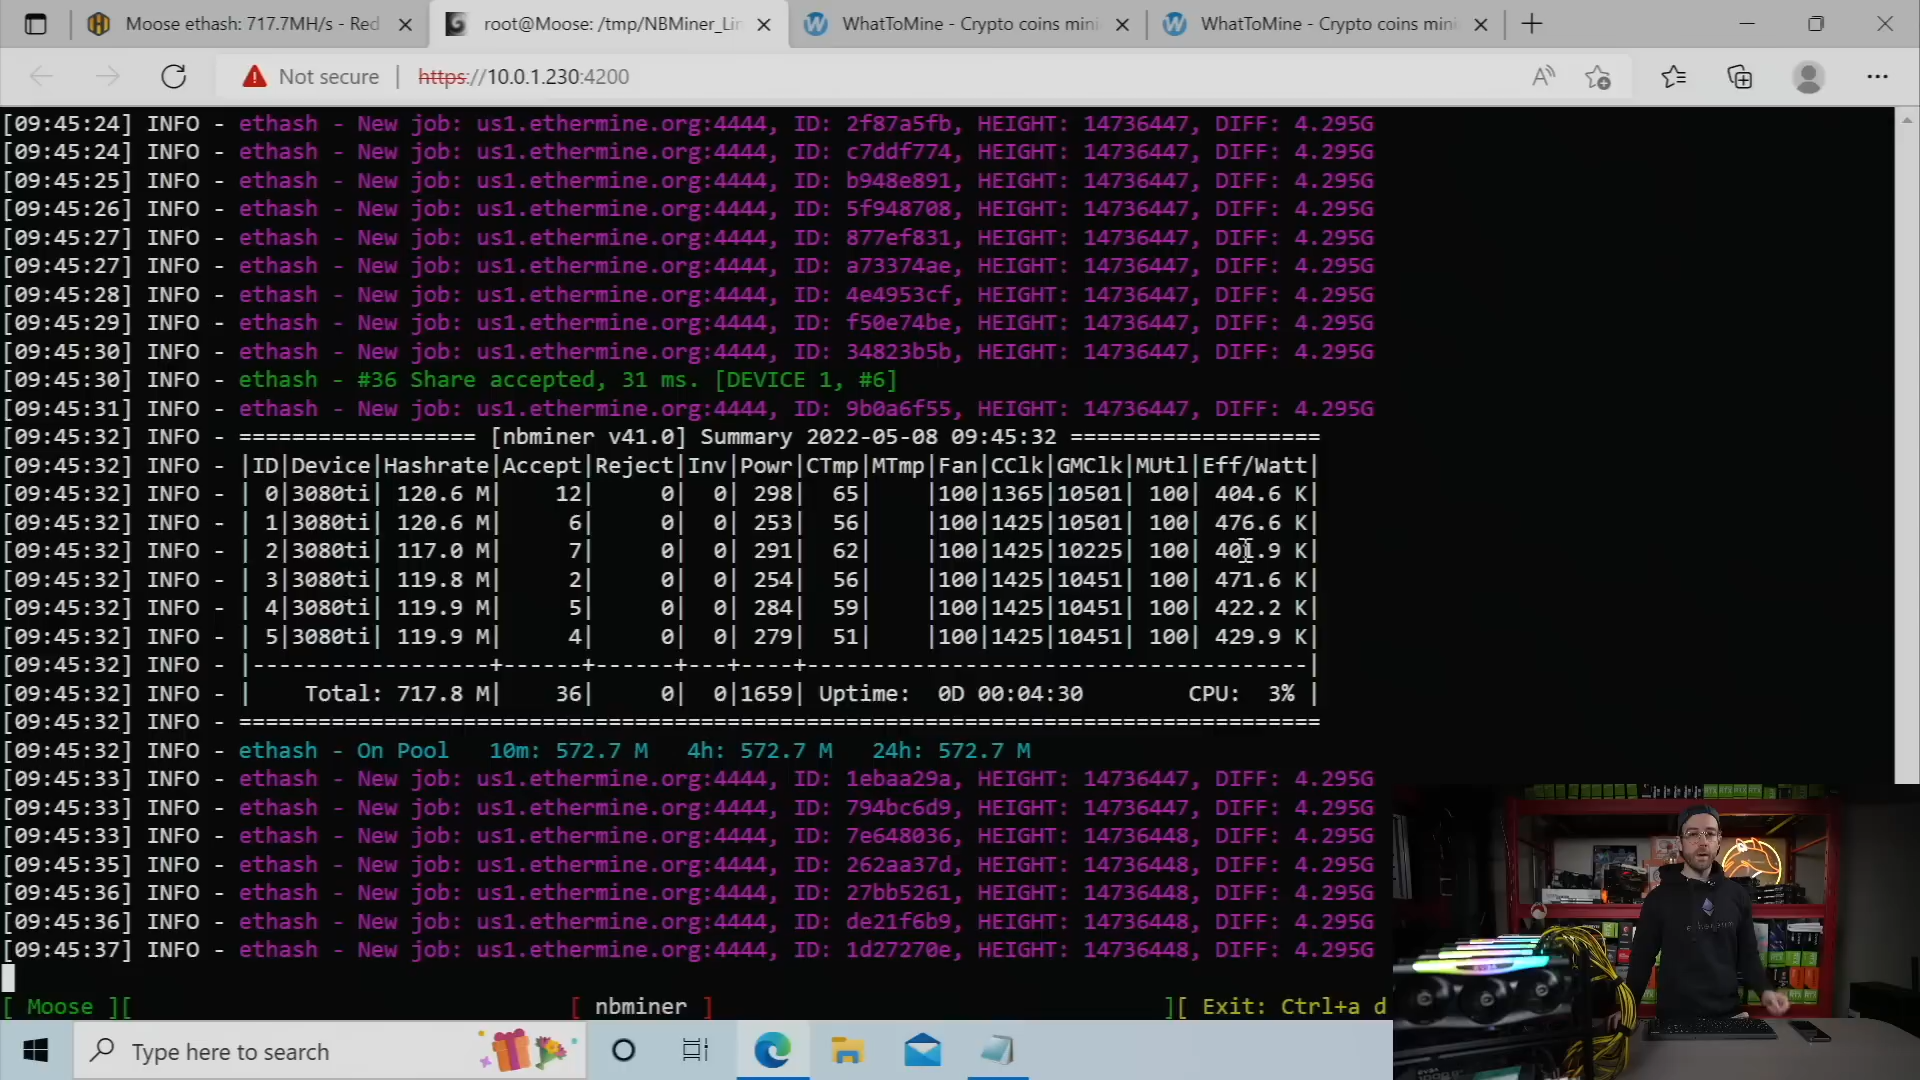 Moose ethash: 717.7MH/s - Red
root@Moose: /tmp/NBMiner_Lin
WhatToMine - Crypto coins mini
WhatToMine - Crypto coins mini
Not secure | https://10.0.1.230:4200
[09:45:24] INFO - ethash - New job: us1.ethermine.org:4444, ID: 2f87a5fb, HEIGHT: 14736447, DIFF: 4.295G
[09:45:24] INFO - ethash - New job: us1.ethermine.org:4444, ID: c7ddf774, HEIGHT: 14736447, DIFF: 4.295G
[09:45:25] INFO - ethash - New job: us1.ethermine.org:4444, ID: b948e891, HEIGHT: 14736447, DIFF: 4.295G
[09:45:26] INFO - ethash - New job: us1.ethermine.org:4444, ID: 5f948708, HEIGHT: 14736447, DIFF: 4.295G
[09:45:27] INFO - ethash - New job: us1.ethermine.org:4444, ID: 877ef831, HEIGHT: 14736447, DIFF: 4.295G
[09:45:27] INFO - ethash - New job: us1.ethermine.org:4444, ID: a73374ae, HEIGHT: 14736447, DIFF: 4.295G
[09:45:28] INFO - ethash - New job: us1.ethermine.org:4444, ID: 4e4953cf, HEIGHT: 14736447, DIFF: 4.295G
[09:45:29] INFO - ethash - New job: us1.ethermine.org:4444, ID: f50e74be, HEIGHT: 14736447, DIFF: 4.295G
[09:45:30] INFO - ethash - New job: us1.ethermine.org:4444, ID: 34823b5b, HEIGHT: 14736447, DIFF: 4.295G
[09:45:30] INFO - ethash - #36 Share accepted, 31 ms. [DEVICE 1, #6]
[09:45:31] INFO - ethash - New job: us1.ethermine.org:4444, ID: 9b0a6f55, HEIGHT: 14736447, DIFF: 4.295G
[09:45:32] INFO - ================== [nbminer v41.0] Summary 2022-05-08 09:45:32 ===================
[09:45:32] INFO - |ID|Device|Hashrate|Accept|Reject|Inv|Powr|CTmp|MTmp|Fan|CClk|GMClk|MUtl|Eff/Watt|
[09:45:32] INFO - | 0|3080ti| 120.6 M| 12| 0| 0| 298| 65| |100|1365|10501| 100| 404.6 K|
[09:45:32] INFO - | 1|3080ti| 120.6 M| 6| 0| 0| 253| 56| |100|1425|10501| 100| 476.6 K|
[09:45:32] INFO - | 2|3080ti| 117.0 M| 7| 0| 0| 291| 62| |100|1425|10225| 100| 401.9 K|
[09:45:32] INFO - | 3|3080ti| 119.8 M| 2| 0| 0| 254| 56| |100|1425|10451| 100| 471.6 K|
[09:45:32] INFO - | 4|3080ti| 119.9 M| 5| 0| 0| 284| 59| |100|1425|10451| 100| 422.2 K|
[09:45:32] INFO - | 5|3080ti| 119.9 M| 4| 0| 0| 279| 51| |100|1425|10451| 100| 429.9 K|
[09:45:32] INFO - |------------------+------+------+---+----+---------------------------------------|
[09:45:32] INFO - | Total: 717.8 M| 36| 0| 0|1659| Uptime: 0D 00:04:30 CPU: 3% |
[09:45:32] INFO - ==================================================================================
[09:45:32] INFO - ethash - On Pool 10m: 572.7 M 4h: 572.7 M 24h: 572.7 M
[09:45:33] INFO - ethash - New job: us1.ethermine.org:4444, ID: 1ebaa29a, HEIGHT: 14736447, DIFF: 4.295G
[09:45:33] INFO - ethash - New job: us1.ethermine.org:4444, ID: 794bc6d9, HEIGHT: 14736447, DIFF: 4.295G
[09:45:33] INFO - ethash - New job: us1.ethermine.org:4444, ID: 7e648036, HEIGHT: 14736448, DIFF: 4.295G
[09:45:35] INFO - ethash - New job: us1.ethermine.org:4444, ID: 262aa37d, HEIGHT: 14736448, DIFF: 4.295G
[09:45:36] INFO - ethash - New job: us1.ethermine.org:4444, ID: 27bb5261, HEIGHT: 14736448, DIFF: 4.295G
[09:45:36] INFO - ethash - New job: us1.ethermine.org:4444, ID: de21f6b9, HEIGHT: 14736448, DIFF: 4.295G
[09:45:37] INFO - ethash - New job: us1.ethermine.org:4444, ID: 1d27270e, HEIGHT: 14736448, DIFF: 4.295G
[ Moose ][ [ nbminer ] ][ Exit: Ctrl+a d
Type here to search
ethereum